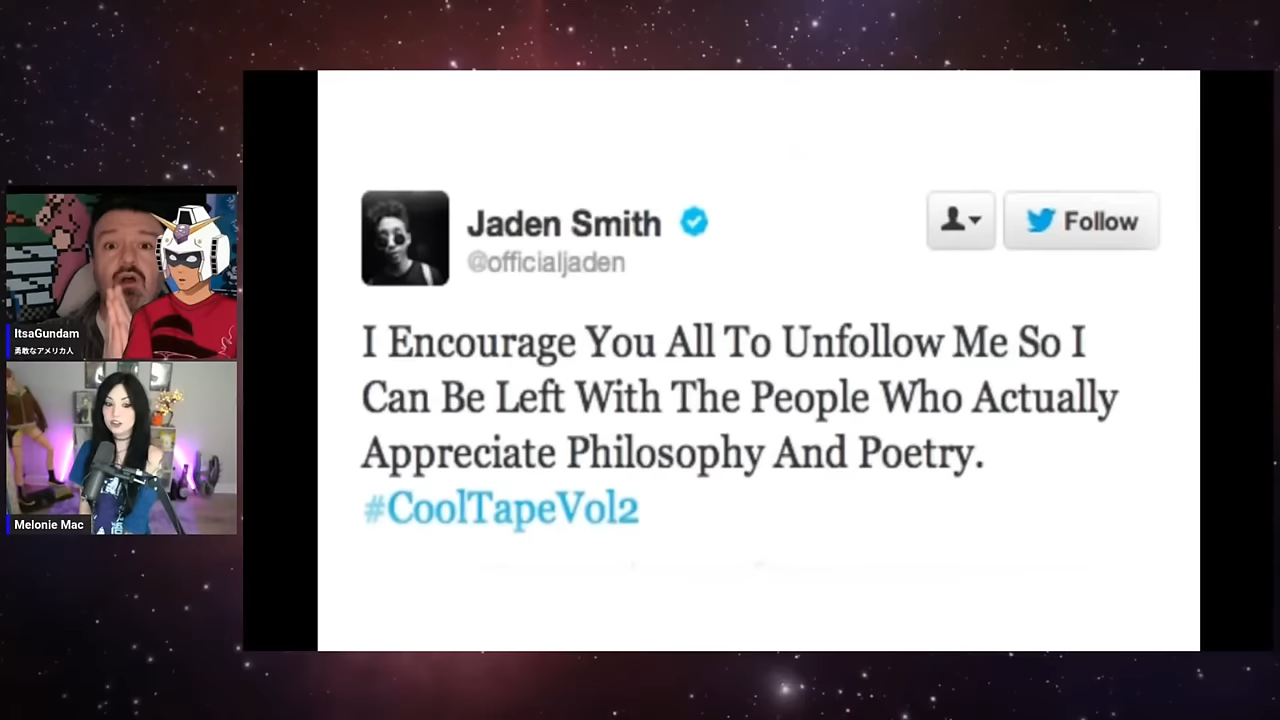 Jaden Smith
@officialjaden
Follow
I Encourage You All To Unfollow Me So I
Can Be Left With The People Who Actually
Appreciate Philosophy And Poetry.
#CoolTapeVol2
ItsaGundam
勇敢なアメリカ人
Melonie Mac